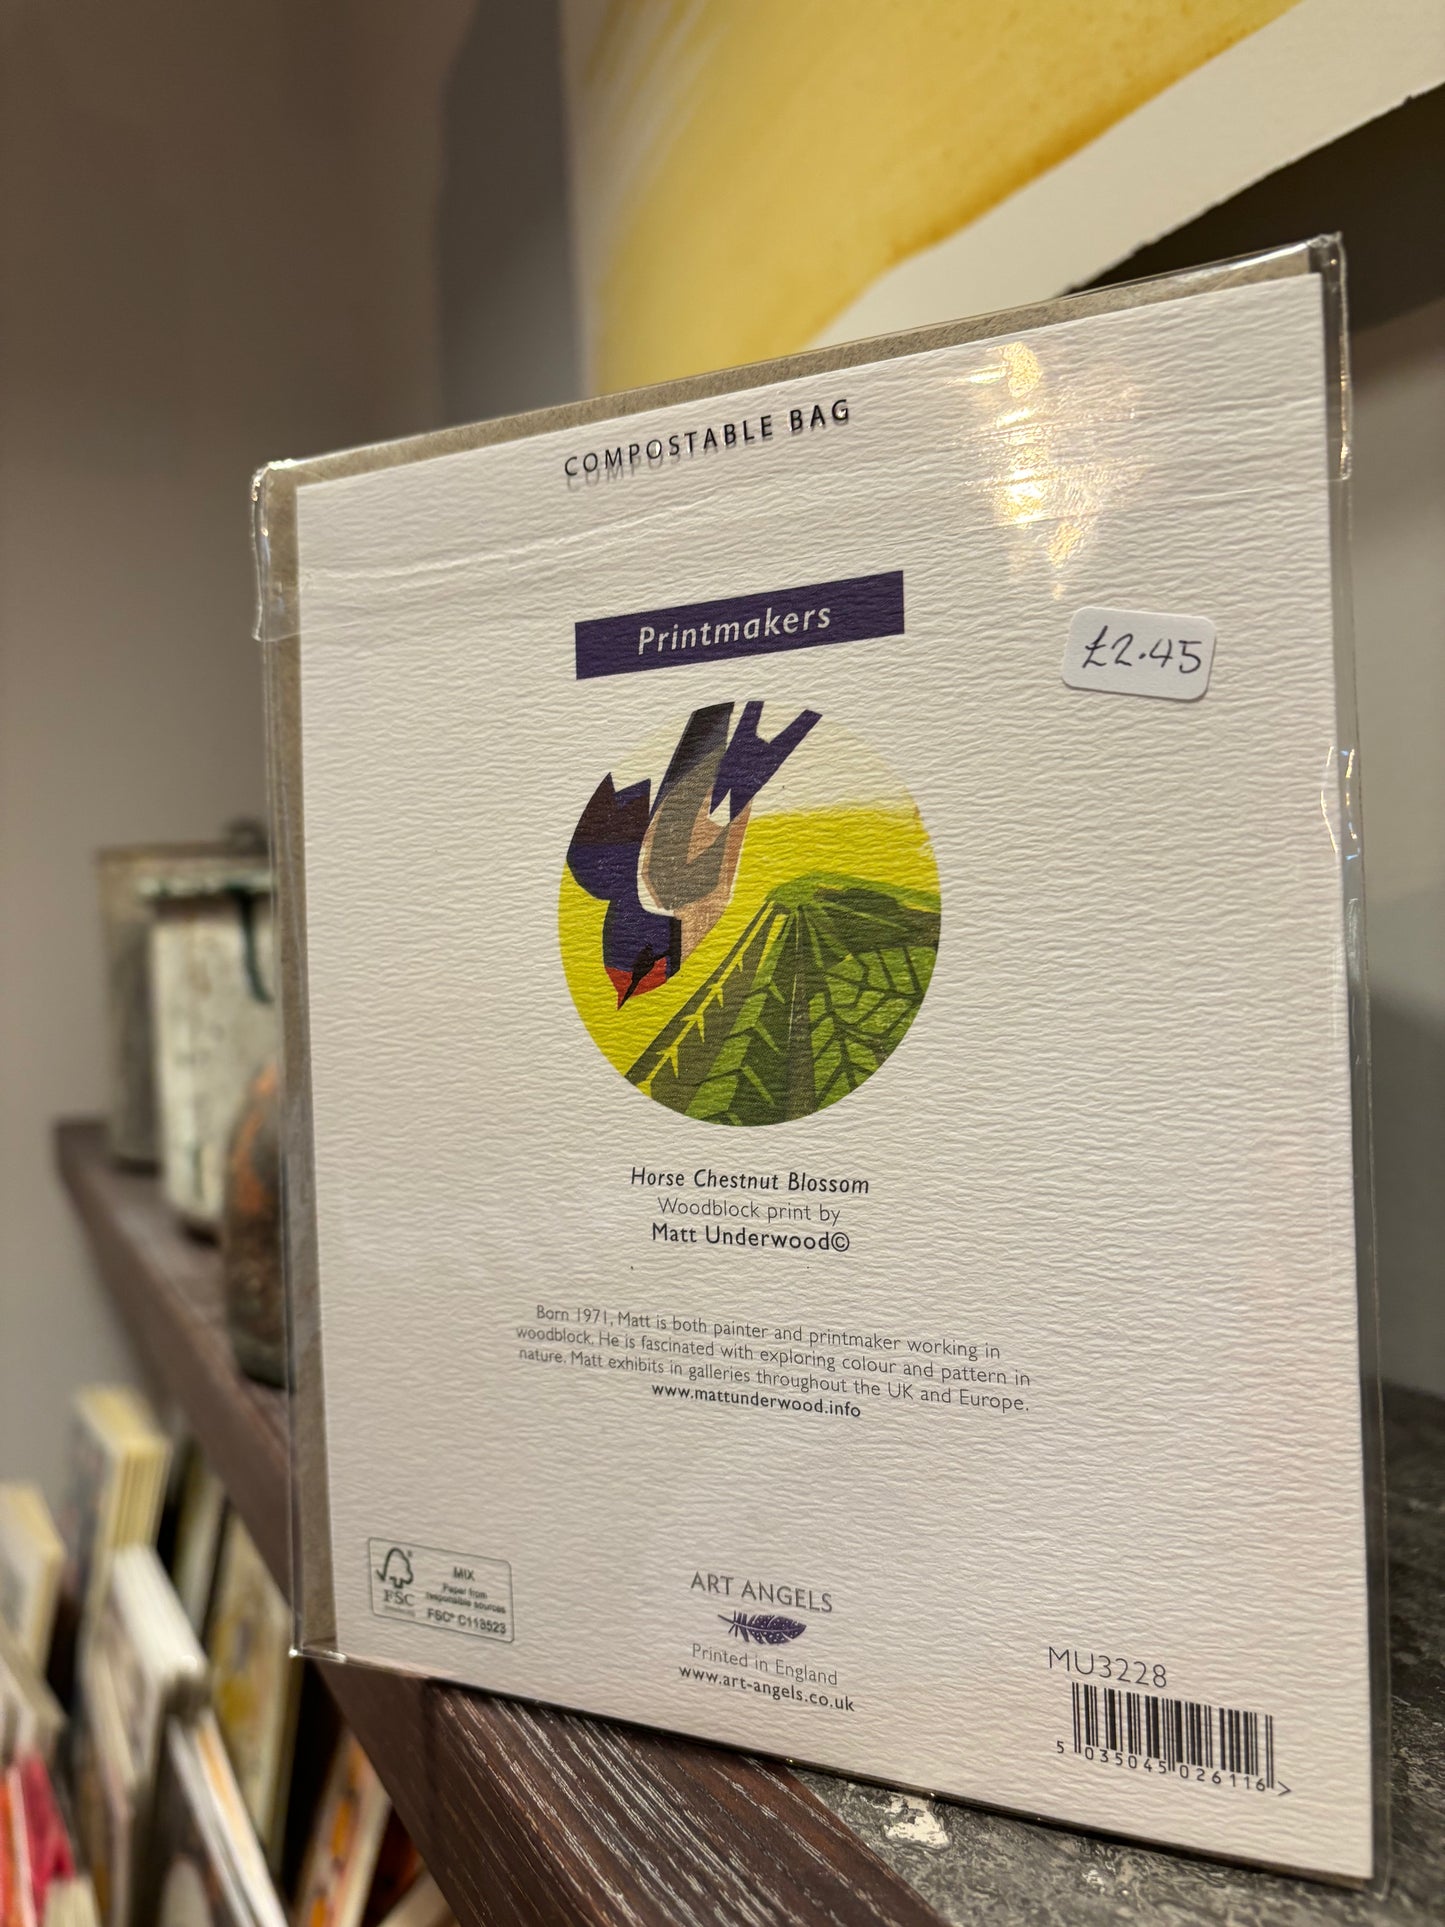 COMPOSTABLE BAG
Printmakers
£2.45
Horse Chestnut Blossom
Woodblock print by
Matt Underwood©
Born 1971, Matt is both painter and printmaker working in
woodblock. He is fascinated with exploring colour and pattern in
nature. Matt exhibits in galleries throughout the UK and Europe.
www.mattunderwood.info
FSC
MIX
Paper from
responsible sources
FSC® C113523
ART ANGELS
Printed in England
www.art-angels.co.uk
MU3228
5 035045 026116 >